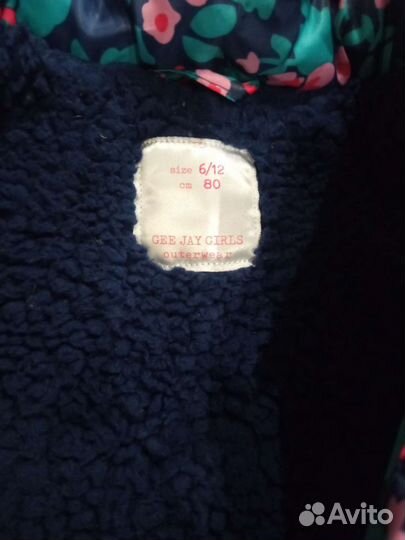 size 6/12
cm 80
GEE JAY GIRLS
outerwear
Avito